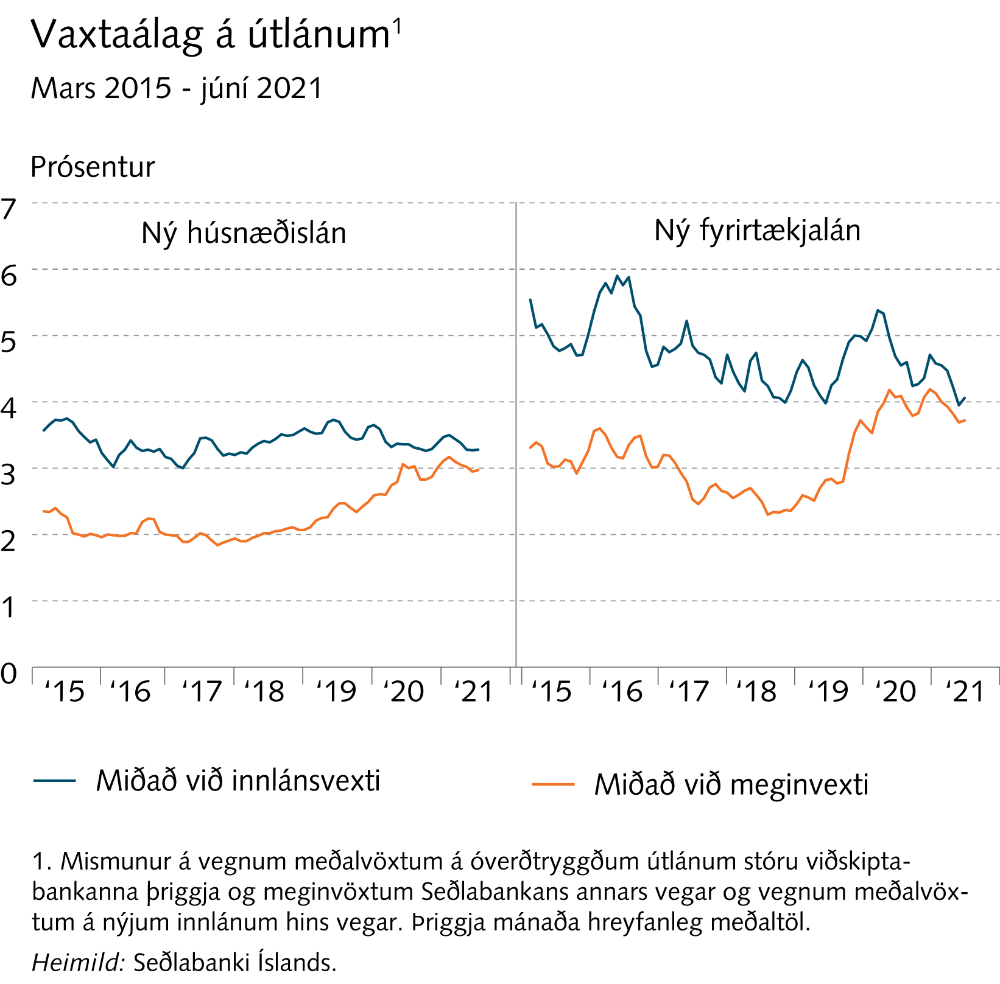 Vaxtaálag á útlánum¹
Mars 2015 - júní 2021
Prósentur
7
6
5
4
3
2
1
0
Ný húsnæðislán
Ný fyrirtækjalán
‘15 ‘16 ‘17 ‘18 ‘19 ‘20 ‘21 ‘15 ‘16 ‘17 ‘18 ‘19 ‘20 ‘21
Miðað við innlánsvexti
Miðað við meginvexti
1. Mismunur á vegnum meðalvöxtum á óverðtryggðum útlánum stóru viðskipta-
bankanna þriggja og meginvöxtum Seðlabankans annars vegar og vegnum meðalvöx-
tum á nýjum innlánum hins vegar. Þriggja mánaða hreyfanleg meðaltöl.
Heimild: Seðlabanki Íslands.